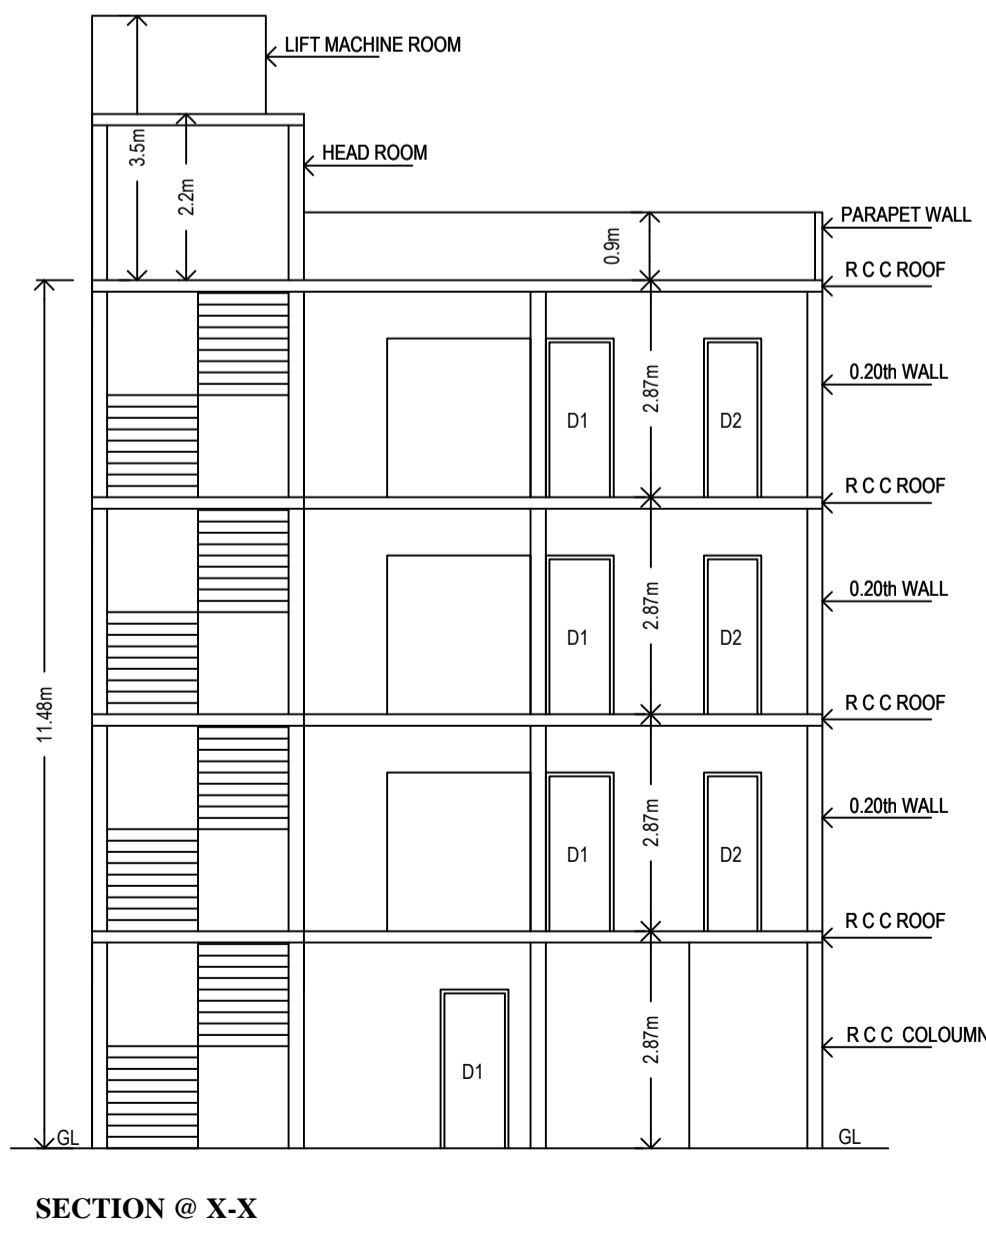 LIFT MACHINE ROOM
3.5m
HEAD ROOM
2.2m
PARAPET WALL
0.9m
R C C ROOF
0.20th WALL
2.87m
D1
D2
R C C ROOF
0.20th WALL
2.87m
D1
D2
11.48m
R C C ROOF
0.20th WALL
2.87m
D1
D2
R C C ROOF
R C C COLOUMN
2.87m
D1
GL
GL
SECTION @ X-X